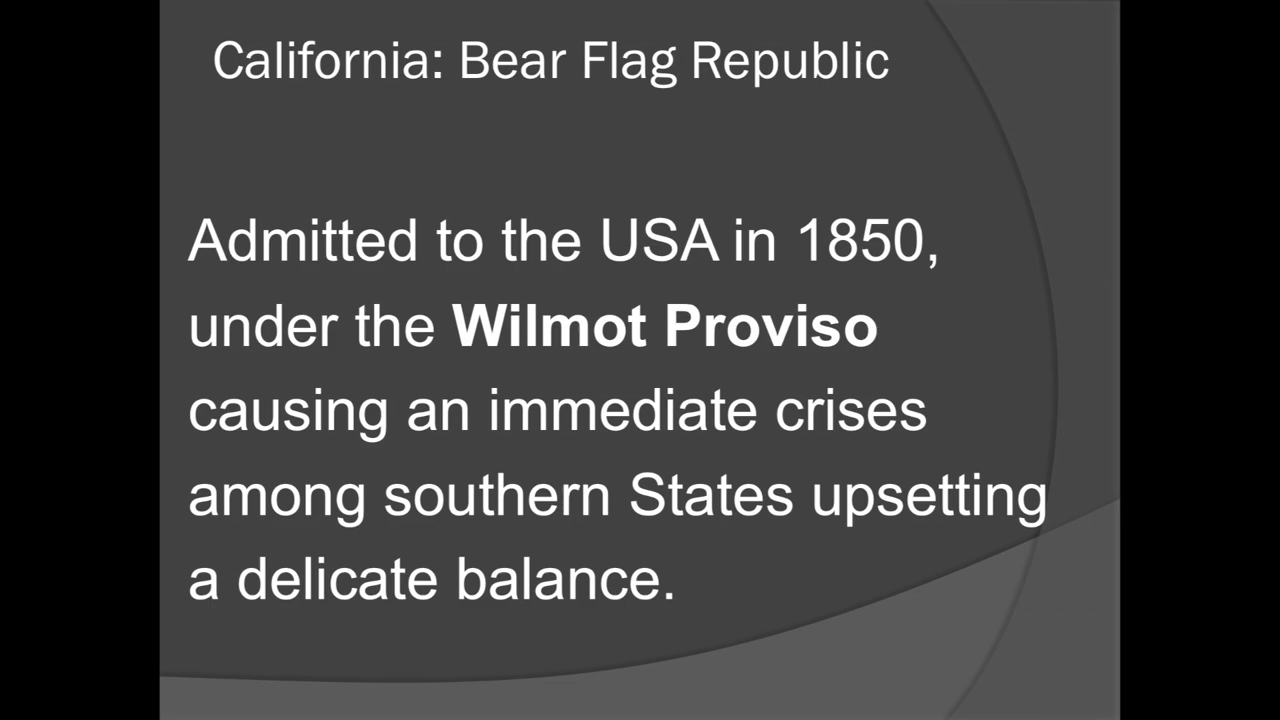 California: Bear Flag Republic
Admitted to the USA in 1850,
under the Wilmot Proviso
causing an immediate crises
among southern States upsetting
a delicate balance.